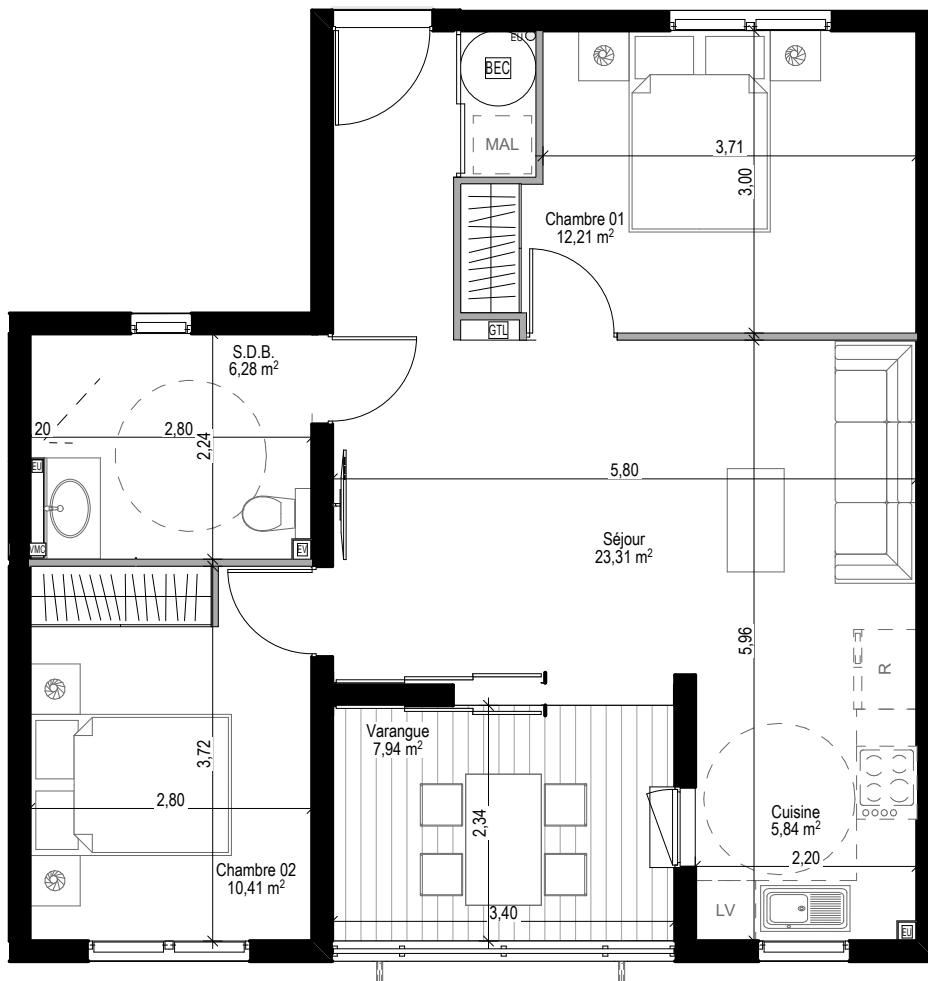 EU
BEC
MAL
3,71
3,00
Chambre 01
12,21 m²
GTL
S.D.B.
6,28 m²
20
2,80
2,24
EU
VMC
EV
5,80
Séjour
23,31 m²
5,96
R
Varangue
7,94 m²
3,72
2,80
2,34
Cuisine
5,84 m²
2,20
Chambre 02
10,41 m²
3,40
LV
EU